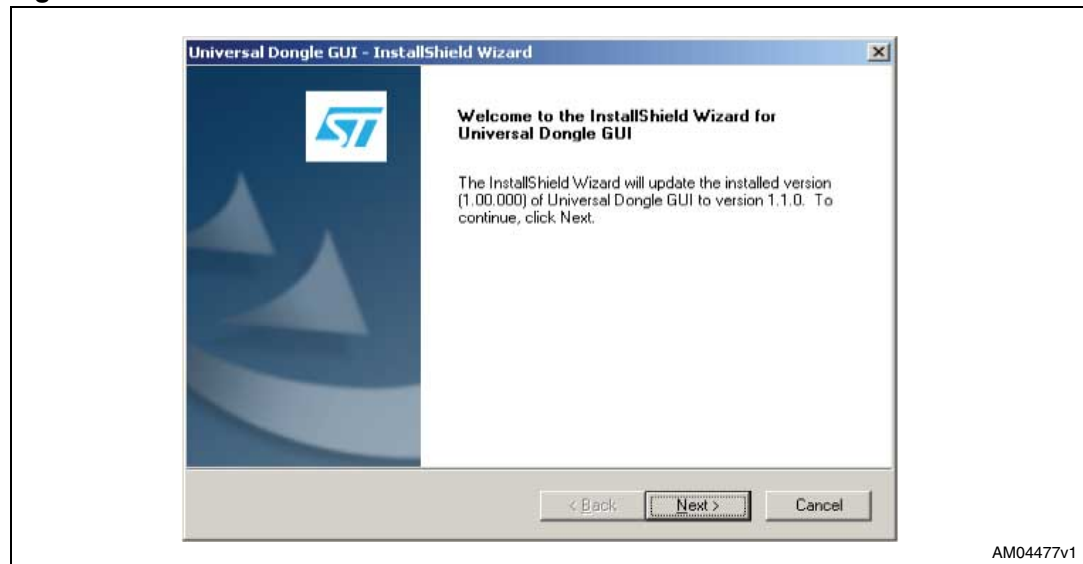 Universal Dongle GUI - InstallShield Wizard
ST
Welcome to the InstallShield Wizard for
Universal Dongle GUI
The InstallShield Wizard will update the installed version
(1.00.000) of Universal Dongle GUI to version 1.1.0. To
continue, click Next.
< Back
Next >
Cancel
AM04477v1